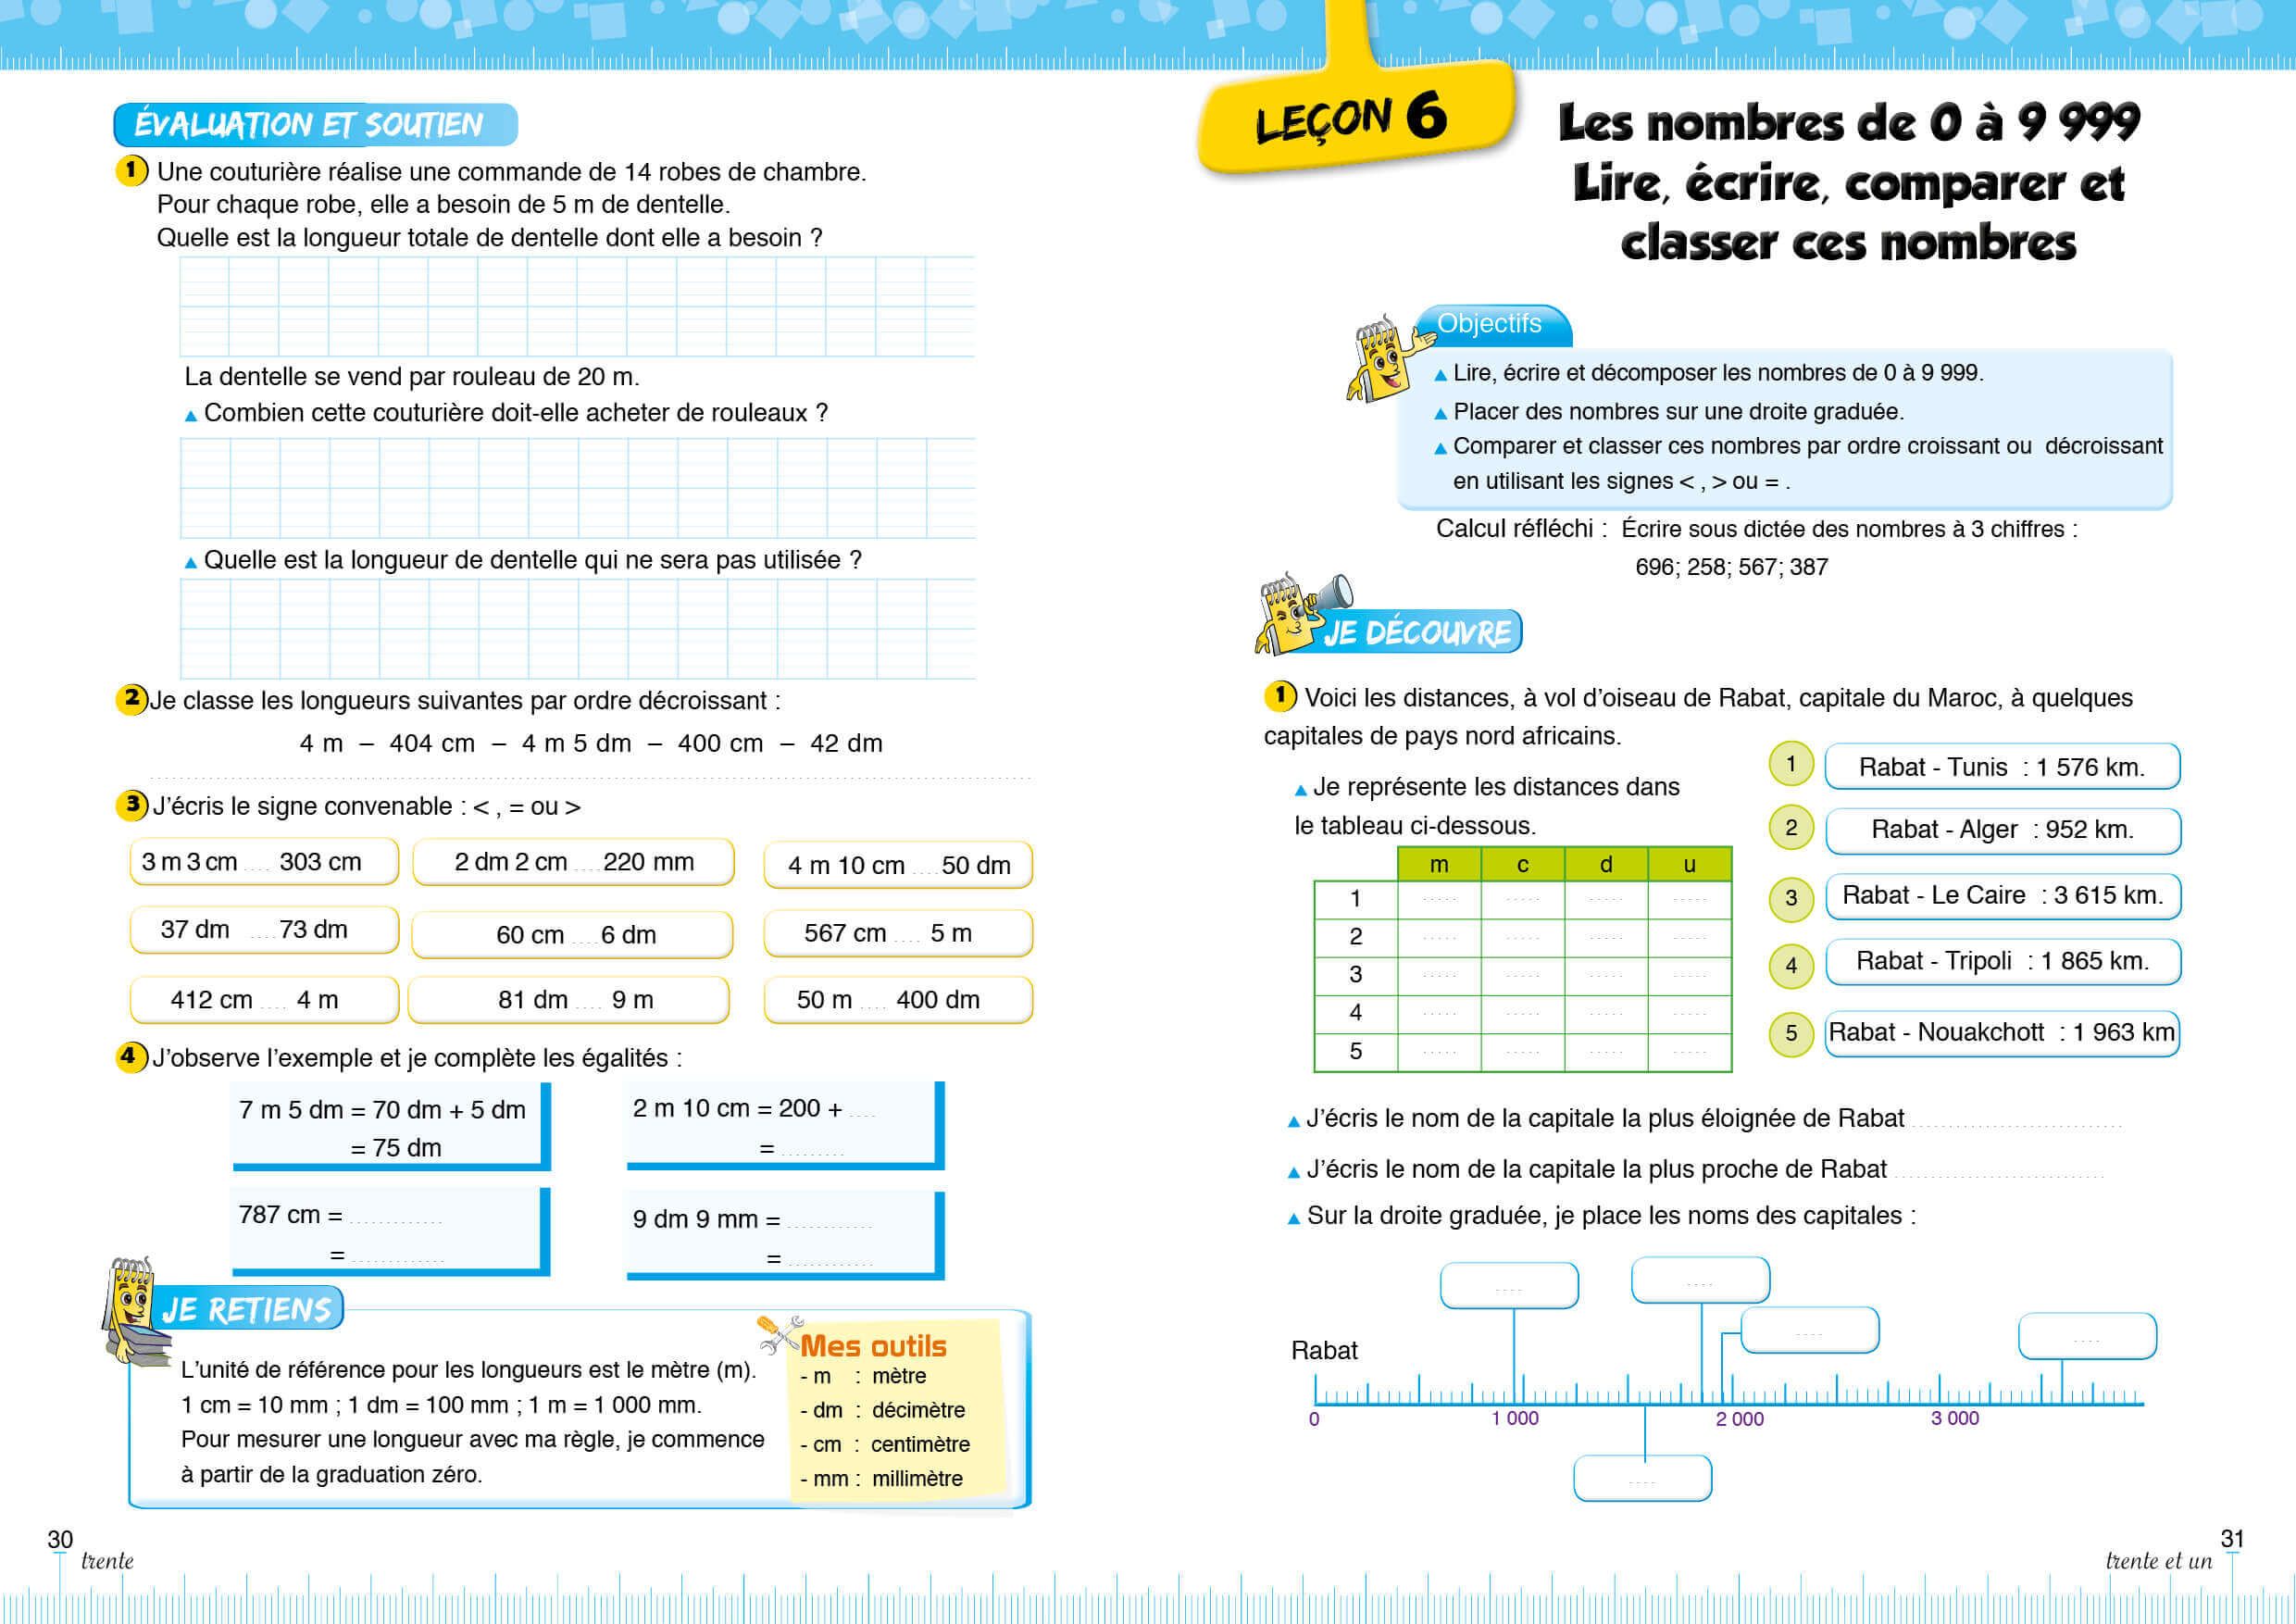 ÉVALUATION ET SOUTIEN
1 Une couturière réalise une commande de 14 robes de chambre.
Pour chaque robe, elle a besoin de 5 m de dentelle.
Quelle est la longueur totale de dentelle dont elle a besoin ?
La dentelle se vend par rouleau de 20 m.
▲ Combien cette couturière doit-elle acheter de rouleaux ?
▲ Quelle est la longueur de dentelle qui ne sera pas utilisée ?
2 Je classe les longueurs suivantes par ordre décroissant :
4 m – 404 cm – 4 m 5 dm – 400 cm – 42 dm
3 J'écris le signe convenable : < , = ou >
3 m 3 cm .... 303 cm
2 dm 2 cm .... 220 mm
4 m 10 cm .... 50 dm
37 dm .... 73 dm
60 cm .... 6 dm
567 cm .... 5 m
412 cm .... 4 m
81 dm .... 9 m
50 m .... 400 dm
4 J'observe l'exemple et je complète les égalités :
7 m 5 dm = 70 dm + 5 dm
= 75 dm
2 m 10 cm = 200 + ....
= .........
787 cm = .............
= .............
9 dm 9 mm = ............
= ............
JE RETIENS
L'unité de référence pour les longueurs est le mètre (m).
1 cm = 10 mm ; 1 dm = 100 mm ; 1 m = 1 000 mm.
Pour mesurer une longueur avec ma règle, je commence
à partir de la graduation zéro.
Mes outils
- m : mètre
- dm : décimètre
- cm : centimètre
- mm : millimètre
30
trente
LEÇON 6
Les nombres de 0 à 9 999
Lire, écrire, comparer et
classer ces nombres
Objectifs
▲ Lire, écrire et décomposer les nombres de 0 à 9 999.
▲ Placer des nombres sur une droite graduée.
▲ Comparer et classer ces nombres par ordre croissant ou décroissant
en utilisant les signes < , > ou = .
Calcul réfléchi : Écrire sous dictée des nombres à 3 chiffres :
696; 258; 567; 387
JE DÉCOUVRE
1 Voici les distances, à vol d'oiseau de Rabat, capitale du Maroc, à quelques
capitales de pays nord africains.
▲ Je représente les distances dans
le tableau ci-dessous.
m c d u
1 ..... ..... ..... .....
2 ..... ..... ..... .....
3 ..... ..... ..... .....
4 ..... ..... ..... .....
5 ..... ..... ..... .....
1 Rabat - Tunis : 1 576 km.
2 Rabat - Alger : 952 km.
3 Rabat - Le Caire : 3 615 km.
4 Rabat - Tripoli : 1 865 km.
5 Rabat - Nouakchott : 1 963 km
▲ J'écris le nom de la capitale la plus éloignée de Rabat ..............................
▲ J'écris le nom de la capitale la plus proche de Rabat ..............................
▲ Sur la droite graduée, je place les noms des capitales :
....
....
....
....
Rabat
0 1 000 2 000 3 000
....
31
trente et un